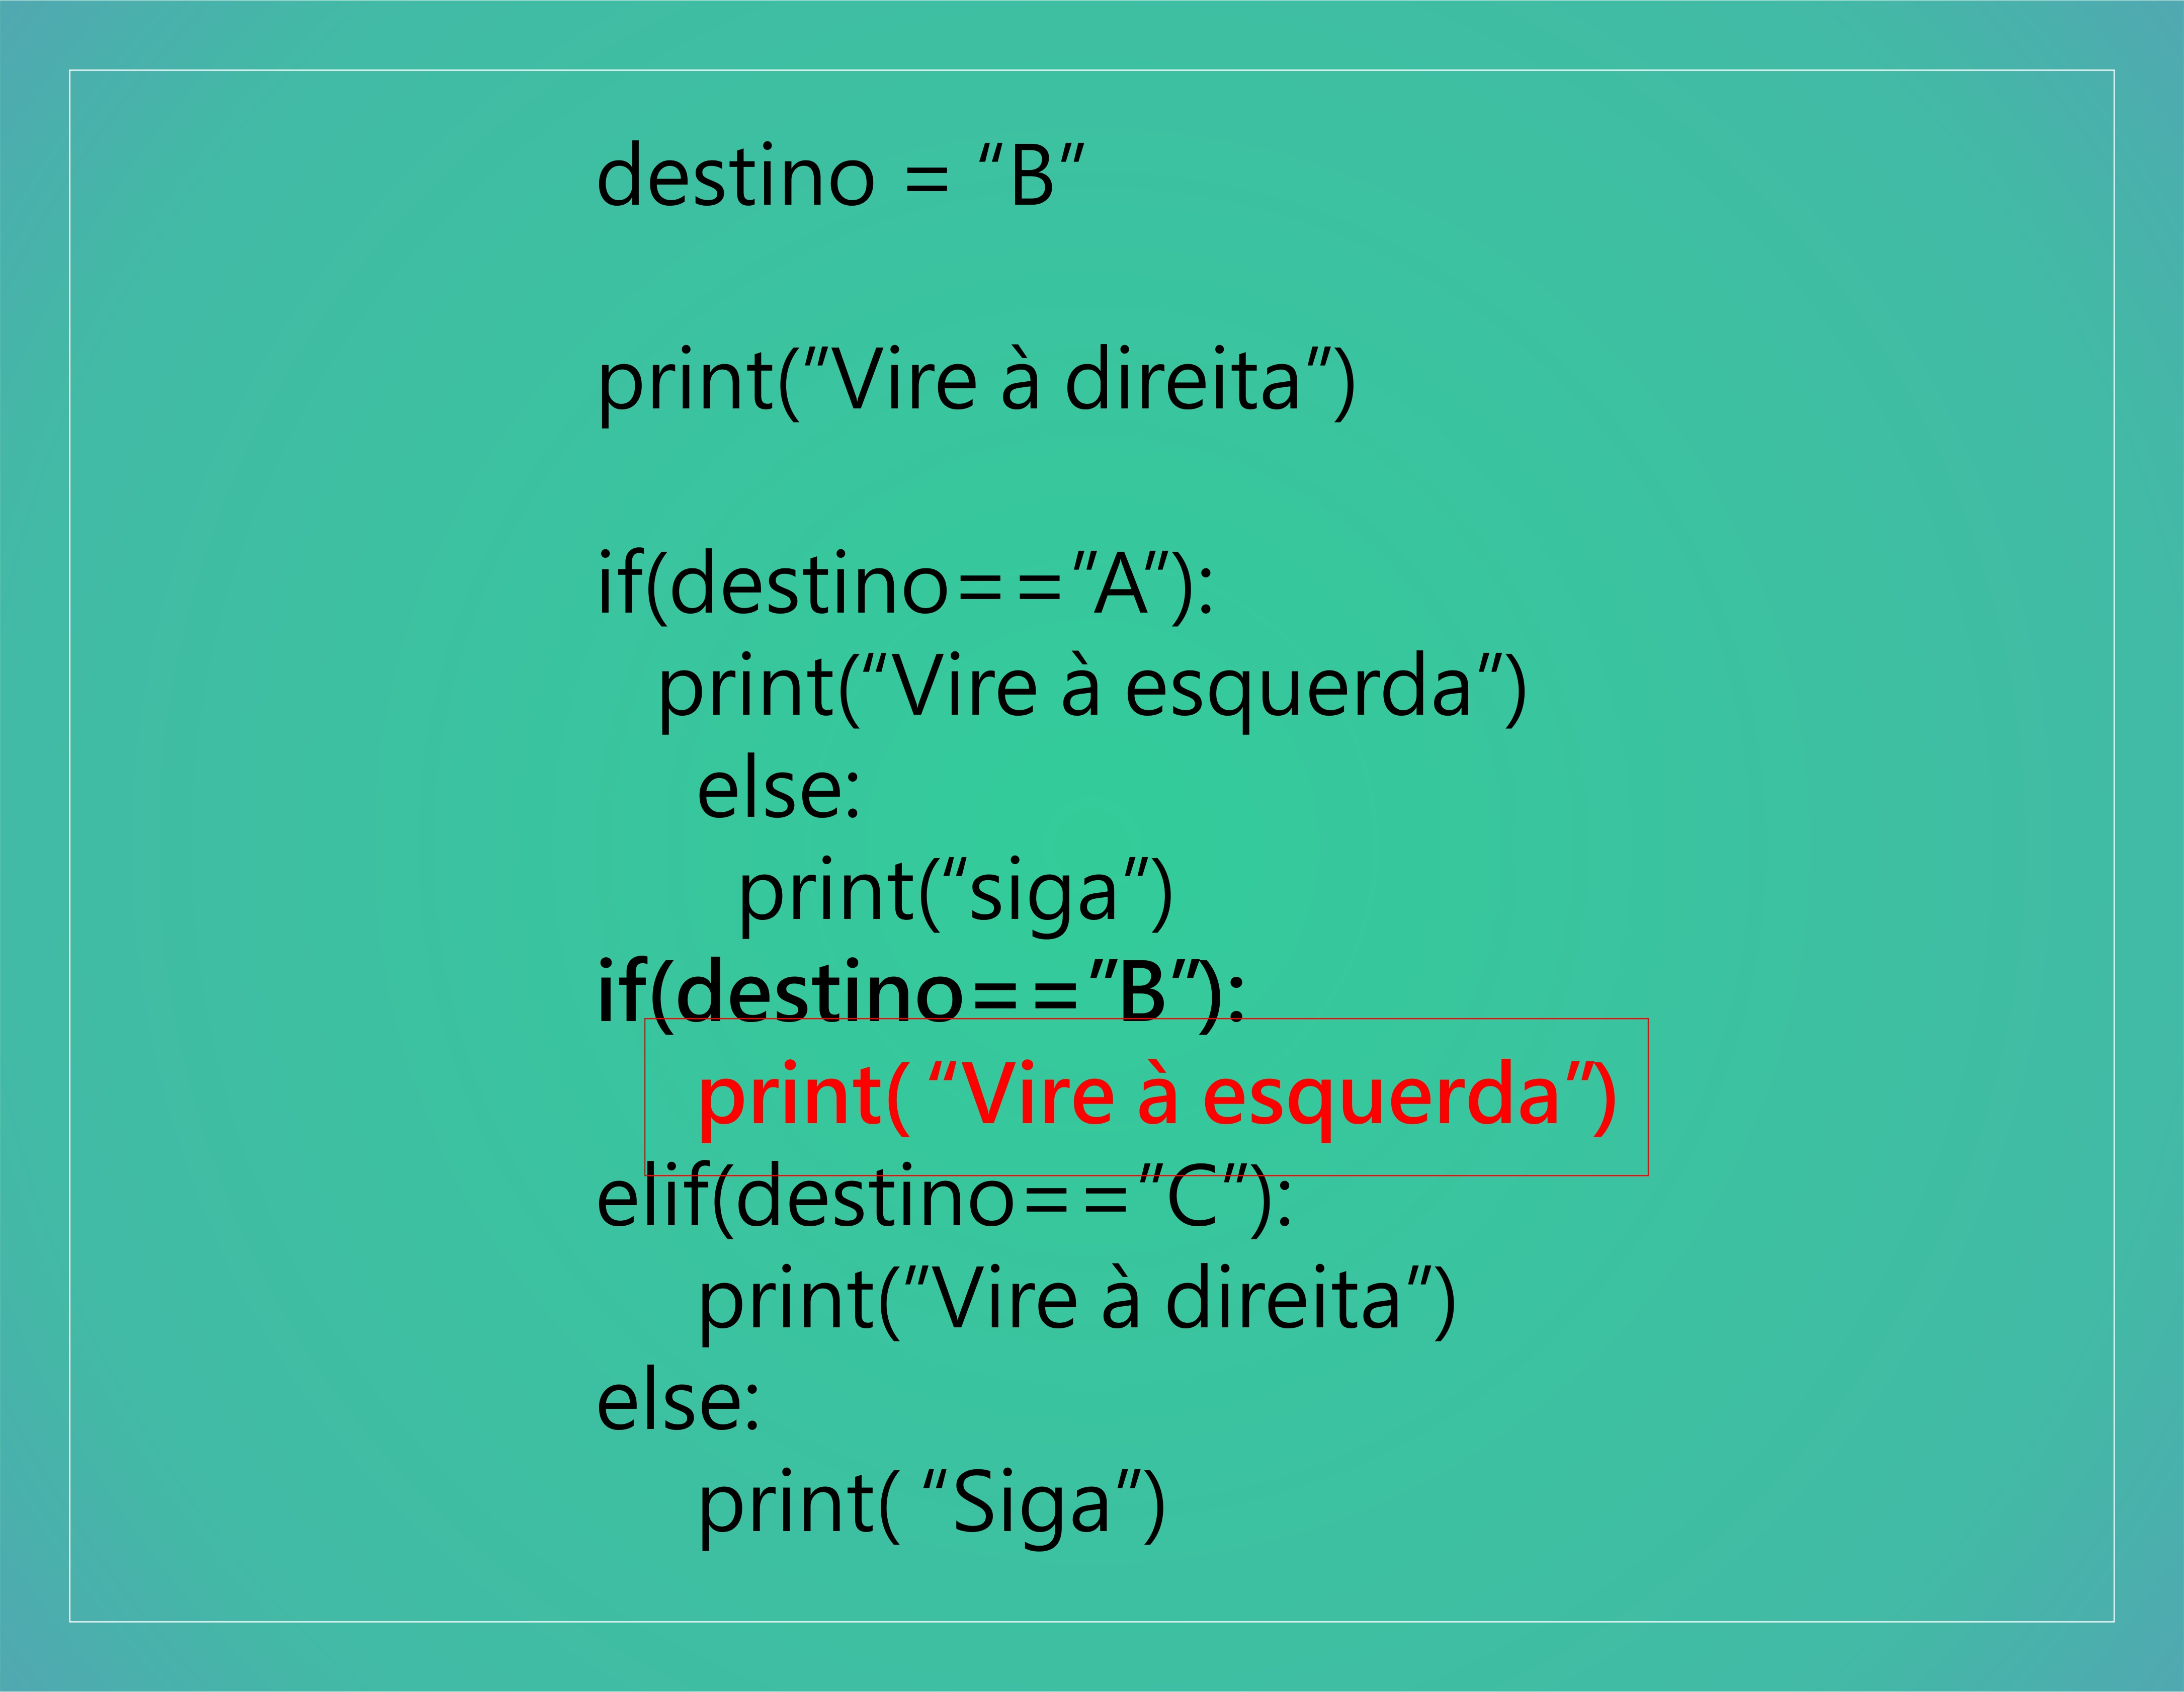 destino = “B”
print(“Vire à direita”)
if(destino==“A”):
print(“Vire à esquerda”)
else:
print(“siga”)
if(destino==“B”):
print( “Vire à esquerda”)
elif(destino==“C”):
print(“Vire à direita”)
else:
print( “Siga”)